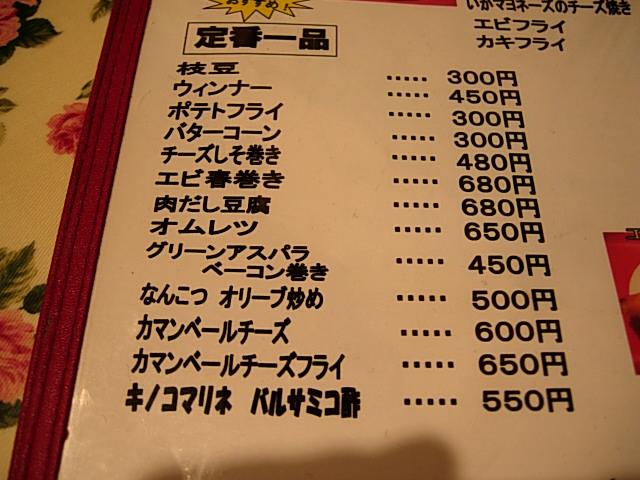 おすすめ!
いかマヨネーズのチーズ焼き
エビフライ
カキフライ
定番一品
枝豆 ····· 300円
ウィンナー ····· 450円
ポテトフライ ····· 300円
バターコーン ····· 300円
チーズしそ巻き ····· 480円
エビ春巻き ····· 680円
肉だし豆腐 ····· 680円
オムレツ ····· 650円
グリーンアスパラ
ベーコン巻き ····· 450円
なんこつ オリーブ炒め ····· 500円
カマンベールチーズ ····· 600円
カマンベールチーズフライ ····· 650円
キノコマリネ バルサミコ酢 ····· 550円